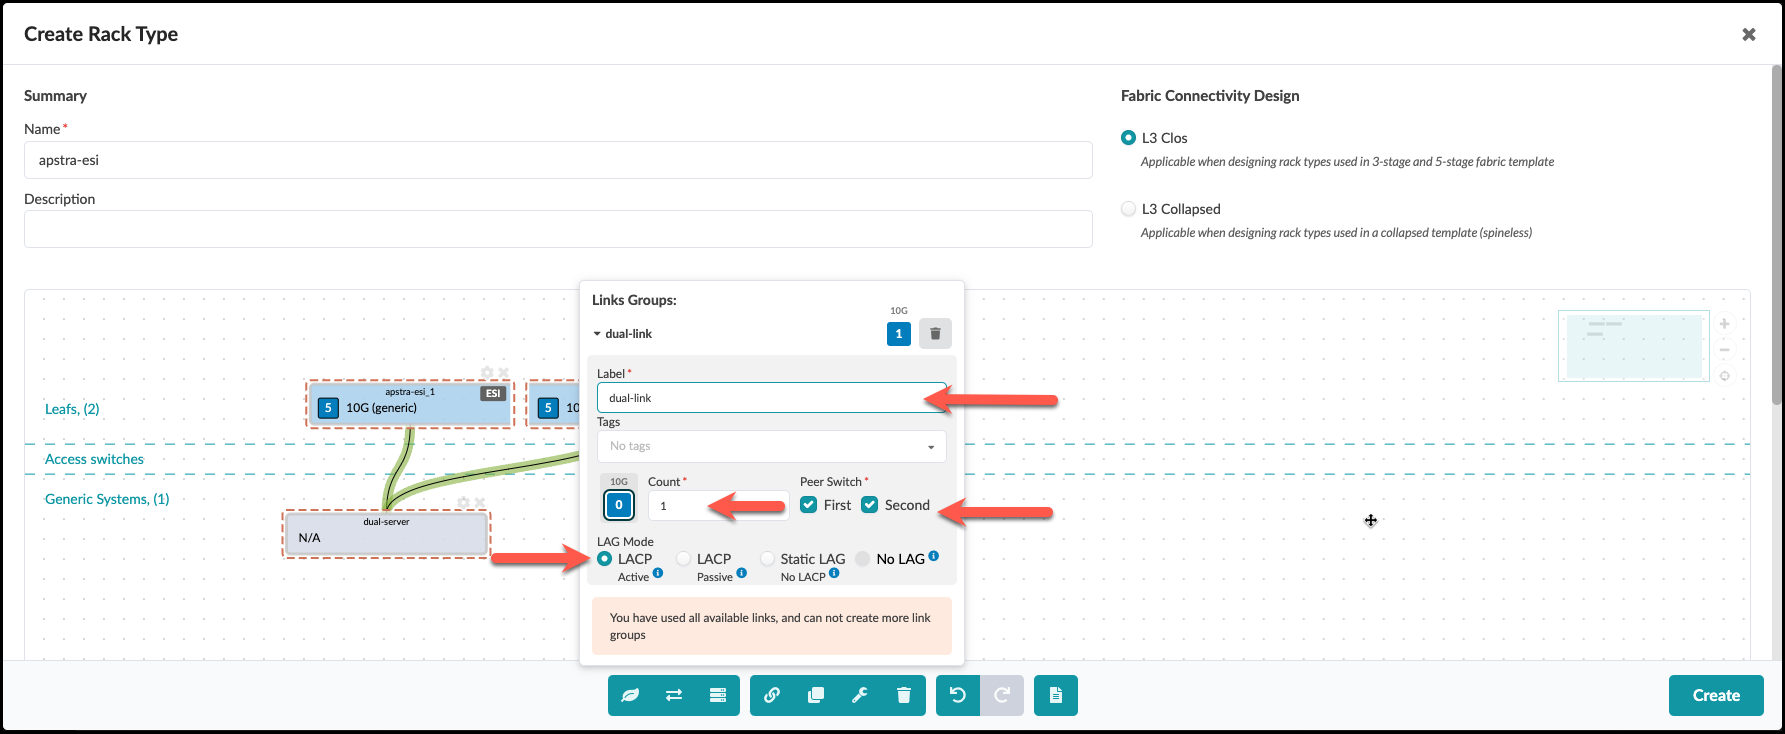 Create Rack Type
Summary
Name*
apstra-esi
Description
Fabric Connectivity Design
L3 Clos
Applicable when designing rack types used in 3-stage and 5-stage fabric template
L3 Collapsed
Applicable when designing rack types used in a collapsed template (spineless)
Leafs, (2)
apstra-esi_1
ESI
5 10G (generic)
5 10
Access switches
Generic Systems, (1)
dual-server
N/A
Links Groups:
10G
dual-link
1
Label*
dual-link
Tags
No tags
10G
0
Count*
1
Peer Switch*
First Second
LAG Mode
LACP Active
LACP Passive
Static LAG No LACP
No LAG
You have used all available links, and can not create more link
groups
Create